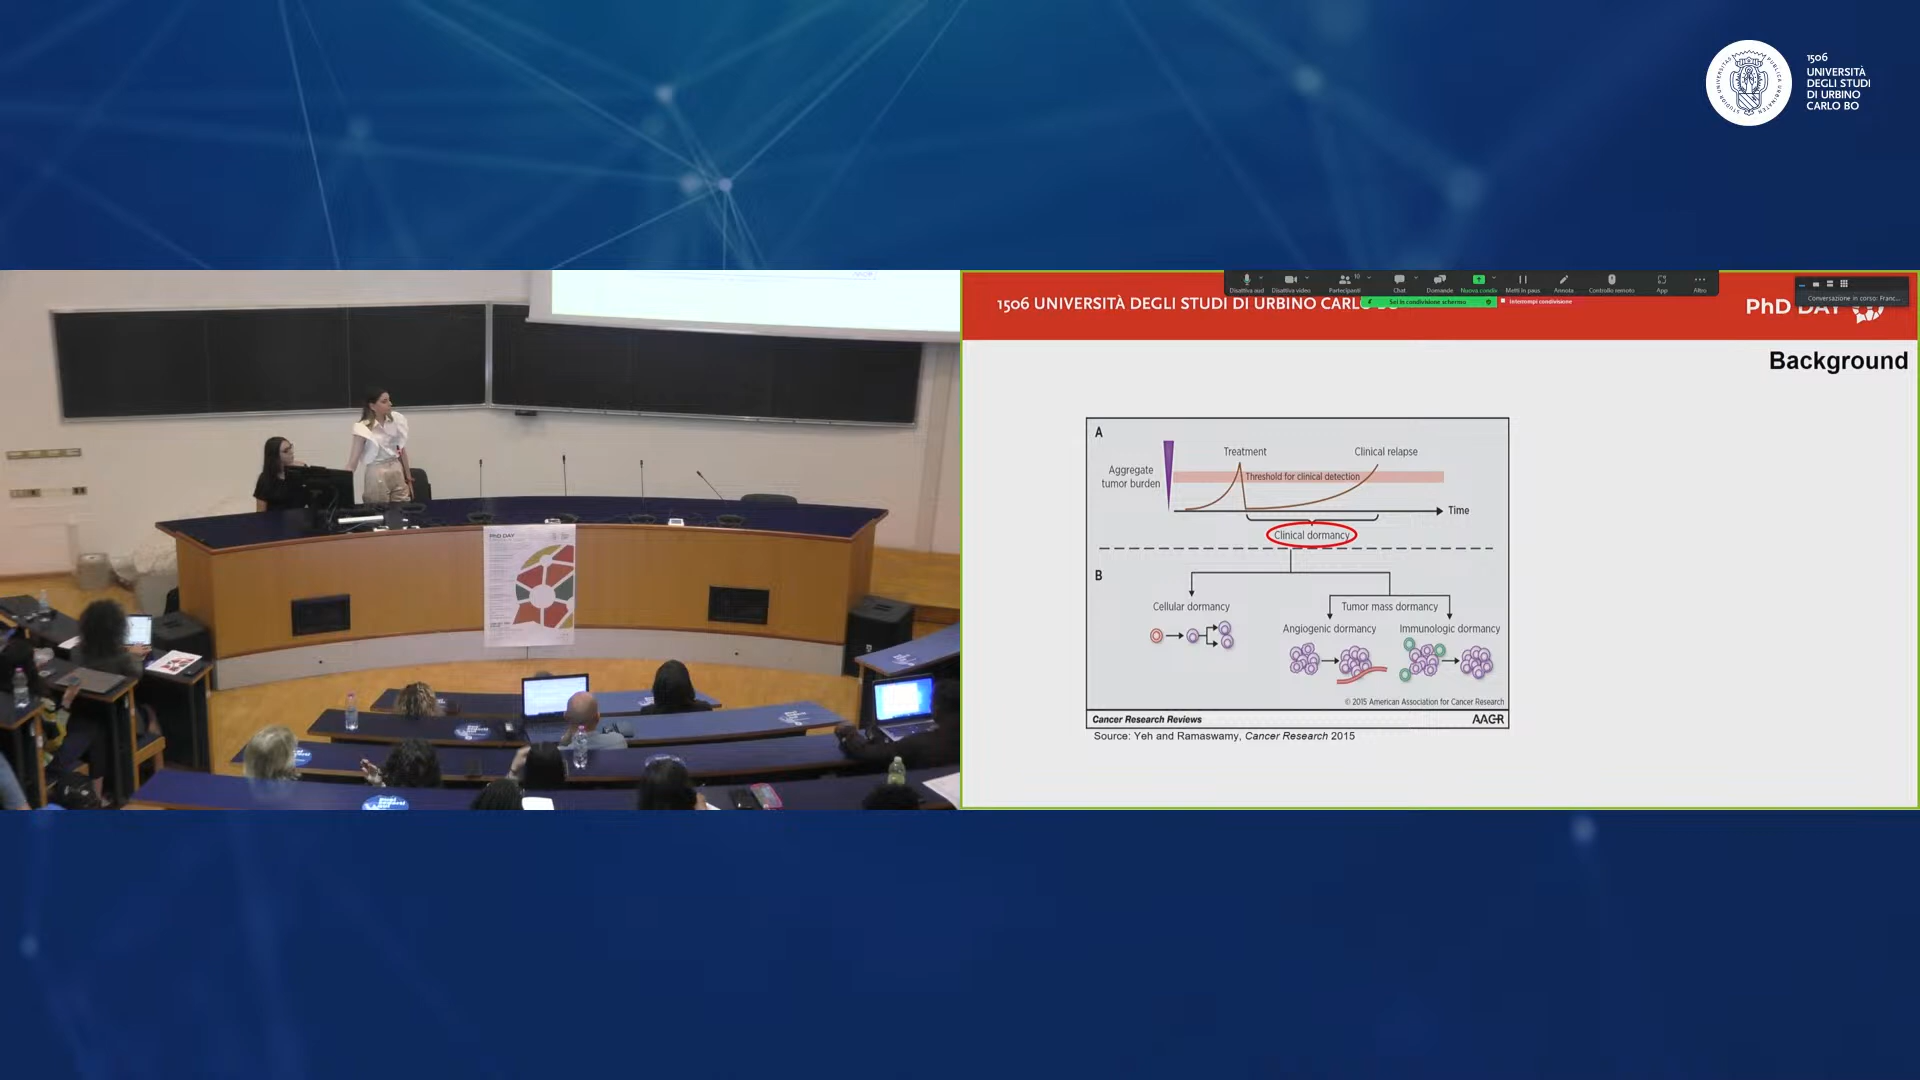 1506
UNIVERSITÀ
DEGLI STUDI
DI URBINO
CARLO BO
Disattiva aud
Disattiva video
Partecipanti
10
Chat
Domande
Nuova condiv
Metti in paus
Annota
Controllo remoto
App
Altro
Sei in condivisione schermo
Interrompi condivisione
Conversazione in corso: Franc...
1506 UNIVERSITÀ DEGLI STUDI DI URBINO CARLO BO
PhD DAY
Background
A
Treatment
Clinical relapse
Aggregate
tumor burden
Threshold for clinical detection
Time
Clinical dormancy
B
Cellular dormancy
Tumor mass dormancy
Angiogenic dormancy
Immunologic dormancy
© 2015 American Association for Cancer Research
Cancer Research Reviews
AACR
Source: Yeh and Ramaswamy, Cancer Research 2015
PhD DAY